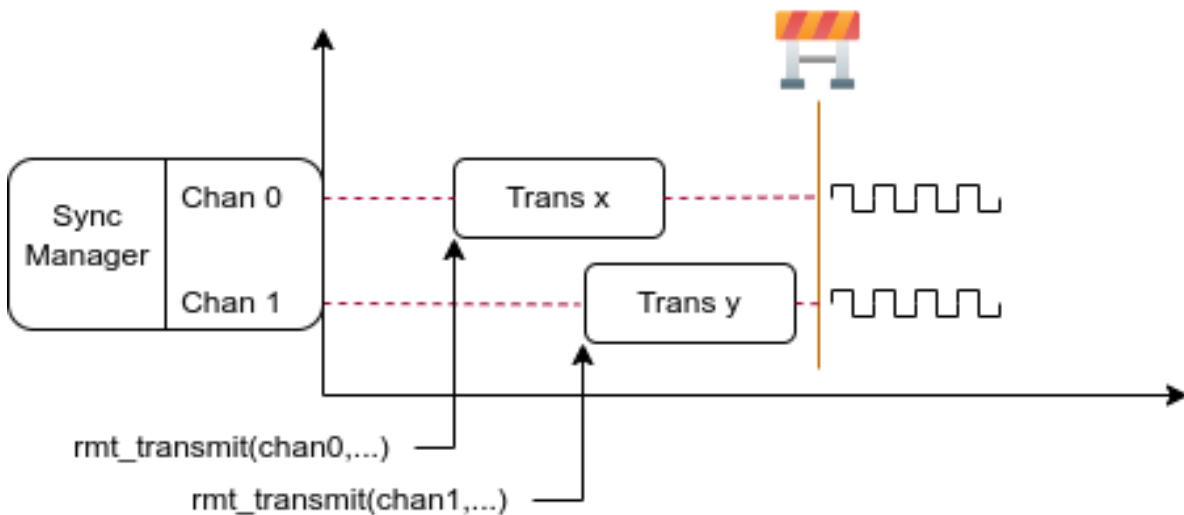 Sync
Manager
Chan 0
Chan 1
Trans x
Trans y
rmt_transmit(chan0,...)
rmt_transmit(chan1,...)